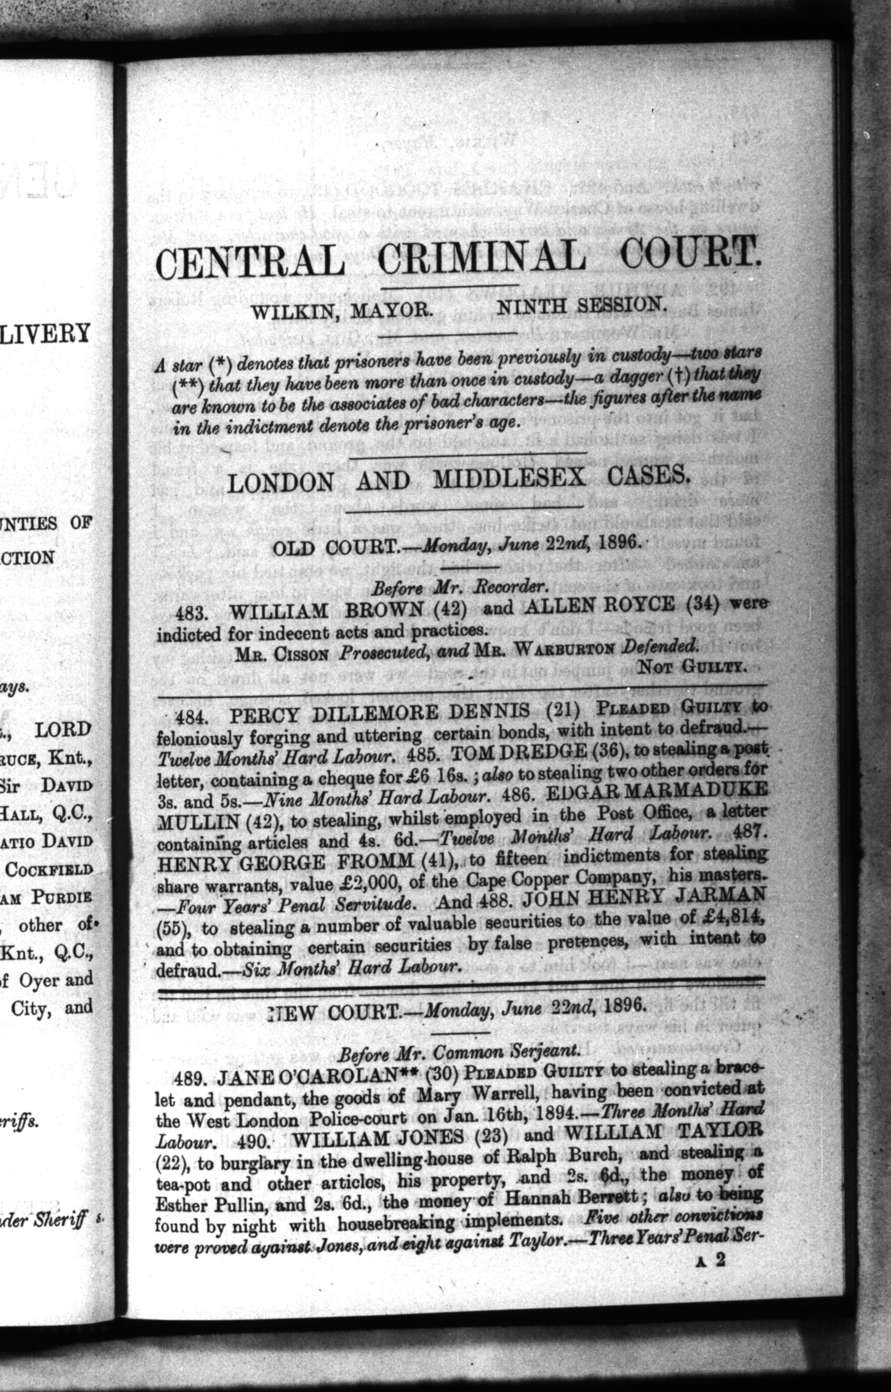 LIVERY
UNTIES OF
CTION
ays.
LORD
RUCE, Knt.,
Sir DAVID
HALL, Q.C.,
ATIO DAVID
COCKFIELD
AM PURDIE
, other of
Knt., Q.C.,
of Oyer and
City, and
riffs.
der Sheriff
CENTRAL CRIMINAL COURT.
WILKIN, MAYOR. NINTH SESSION.
A star (*) denotes that prisoners have been previously in custody—two stars
(**) that they have been more than once in custody—a dagger (†) that they
are known to be the associates of bad characters—the figures after the name
in the indictment denote the prisoner's age.
LONDON AND MIDDLESEX CASES.
OLD COURT.—Monday, June 22nd, 1896.
Before Mr. Recorder.
483. WILLIAM BROWN (42) and ALLEN ROYCE (34) were
indicted for indecent acts and practices.
MR. CISSON Prosecuted, and MR. WARBURTON Defended.
NOT GUILTY.
484. PERCY DILLEMORE DENNIS (21) PLEADED GUILTY to
feloniously forging and uttering certain bonds, with intent to defraud.—
Twelve Months' Hard Labour. 485. TOM DREDGE (36), to stealing a post
letter, containing a cheque for £6 16s. ; also to stealing two other orders for
3s. and 5s.—Nine Months' Hard Labour. 486. EDGAR MARMADUKE
MULLIN (42), to stealing, whilst employed in the Post Office, a letter
containing articles and 4s. 6d.—Twelve Months' Hard Labour. 487.
HENRY GEORGE FROMM (41), to fifteen indictments for stealing
share warrants, value £2,000, of the Cape Copper Company, his masters.
—Four Years' Penal Servitude. And 488. JOHN HENRY JARMAN
(55), to stealing a number of valuable securities to the value of £4,814,
and to obtaining certain securities by false pretences, with intent to
defraud.—Six Months' Hard Labour.
NEW COURT.—Monday, June 22nd, 1896.
Before Mr. Common Serjeant.
489. JANE O'CAROLAN** (30) PLEADED GUILTY to stealing a brace-
let and pendant, the goods of Mary Warrell, having been convicted at
the West London Police-court on Jan. 16th, 1894.—Three Months' Hard
Labour. 490. WILLIAM JONES (23) and WILLIAM TAYLOR
(22), to burglary in the dwelling-house of Ralph Burch, and stealing a
tea-pot and other articles, his property, and 2s. 6d., the money of
Esther Pullin, and 2s. 6d., the money of Hannah Berrett ; also to being
found by night with housebreaking implements. Five other convictions
were proved against Jones, and eight against Taylor.—Three Years' Penal Ser-
A 2